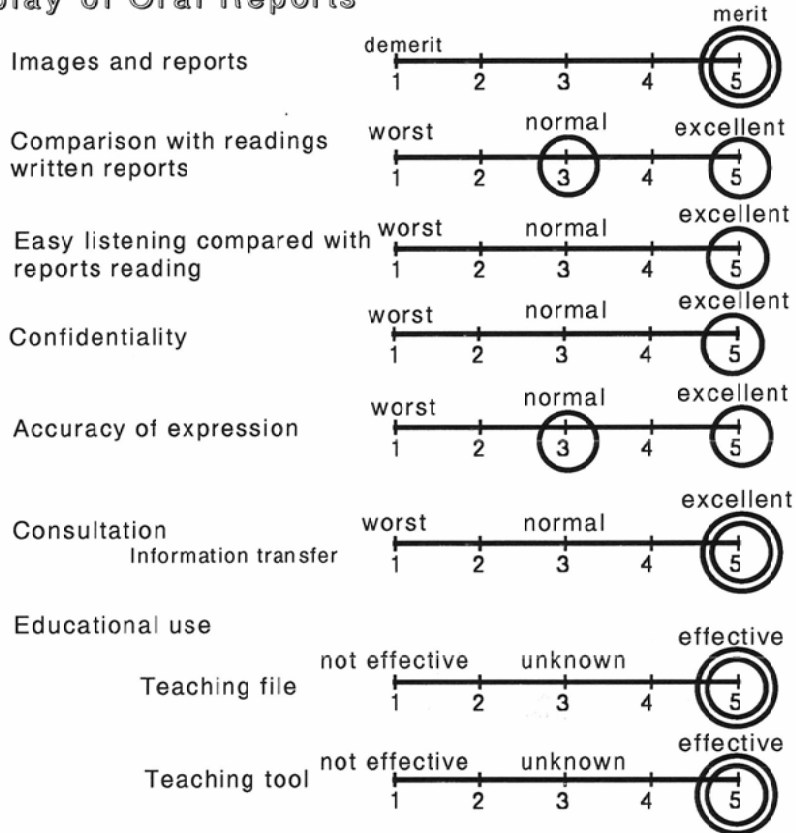 of Oral Reports
merit
demerit
Images and reports
1 2 3 4 5
worst normal excellent
Comparison with readings
written reports
1 2 3 4 5
worst normal excellent
Easy listening compared with
reports reading
1 2 3 4 5
worst normal excellent
Confidentiality
1 2 3 4 5
worst normal excellent
Accuracy of expression
1 2 3 4 5
worst normal excellent
Consultation
Information transfer
1 2 3 4 5
Educational use
not effective unknown effective
Teaching file
1 2 3 4 5
not effective unknown effective
Teaching tool
1 2 3 4 5